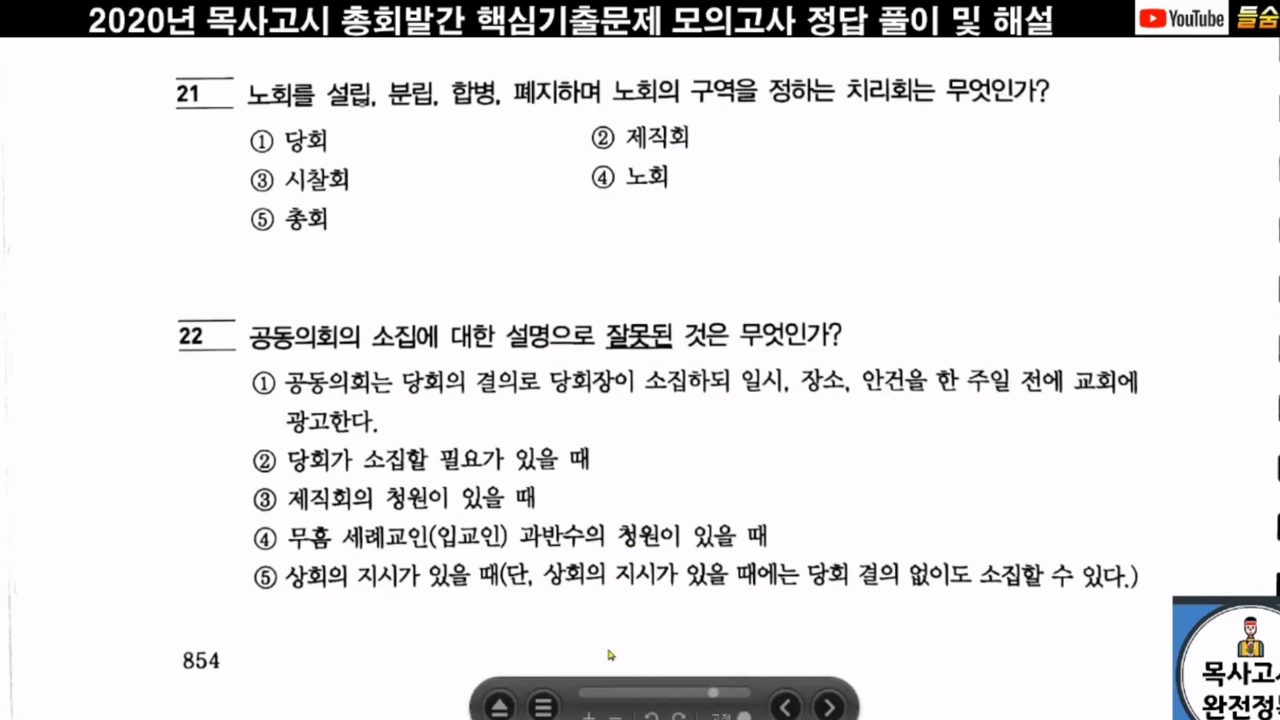 2020년 목사고시 총회발간 핵심기출문제 모의고사 정답 풀이 및 해설
YouTube 들숨
21 노회를 설립, 분립, 합병, 폐지하며 노회의 구역을 정하는 치리회는 무엇인가?
① 당회 ② 제직회
③ 시찰회 ④ 노회
⑤ 총회
22 공동의회의 소집에 대한 설명으로 잘못된 것은 무엇인가?
① 공동의회는 당회의 결의로 당회장이 소집하되 일시, 장소, 안건을 한 주일 전에 교회에
광고한다.
② 당회가 소집할 필요가 있을 때
③ 제직회의 청원이 있을 때
④ 무흠 세례교인(입교인) 과반수의 청원이 있을 때
⑤ 상회의 지시가 있을 때(단, 상회의 지시가 있을 때에는 당회 결의 없이도 소집할 수 있다.)
854
목사고시